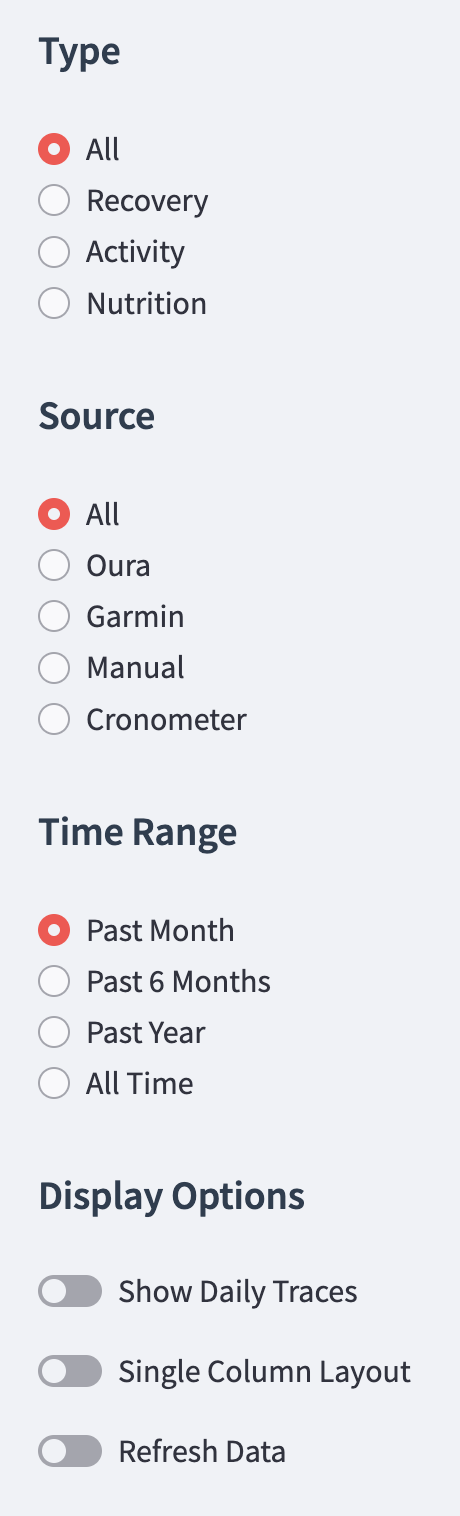 Type
All
Recovery
Activity
Nutrition
Source
All
Oura
Garmin
Manual
Cronometer
Time Range
Past Month
Past 6 Months
Past Year
All Time
Display Options
Show Daily Traces
Single Column Layout
Refresh Data